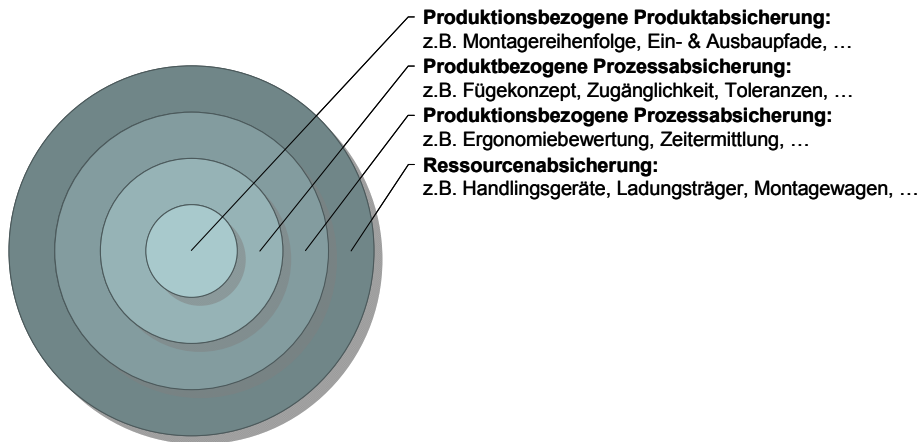 Produktionsbezogene Produktabsicherung:
z.B. Montagereihenfolge, Ein- & Ausbaupfade, …
Produktbezogene Prozessabsicherung:
z.B. Fügekonzept, Zugänglichkeit, Toleranzen, …
Produktionsbezogene Prozessabsicherung:
z.B. Ergonomiebewertung, Zeitermittlung, …
Ressourcenabsicherung:
z.B. Handlingsgeräte, Ladungsträger, Montagewagen, …